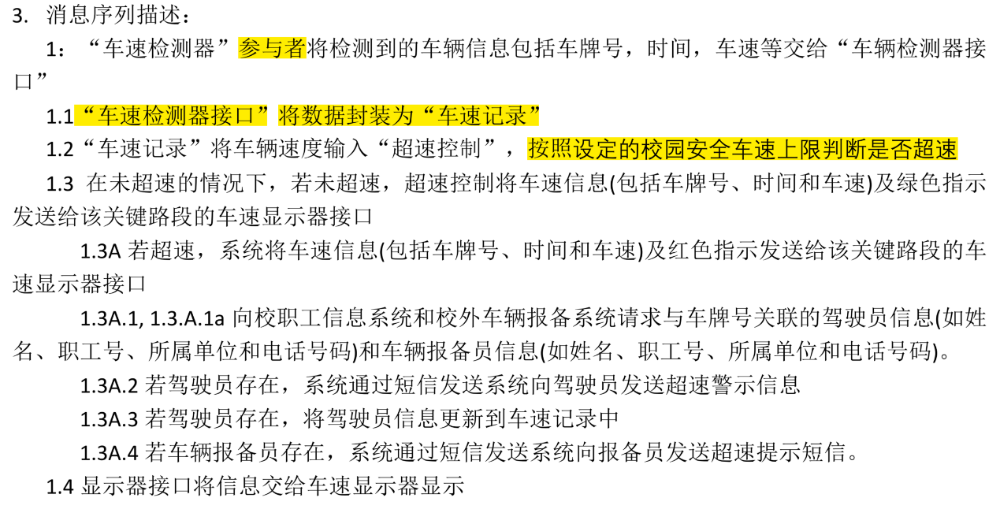 3. 消息序列描述：
1：“车速检测器”参与者将检测到的车辆信息包括车牌号，时间，车速等交给“车辆检测器接
口”
1.1“车速检测器接口” 将数据封装为“车速记录”
1.2“车速记录”将车辆速度输入“超速控制”，按照设定的校园安全车速上限判断是否超速
1.3 在未超速的情况下，若未超速，超速控制将车速信息(包括车牌号、时间和车速)及绿色指示
发送给该关键路段的车速显示器接口
1.3A 若超速，系统将车速信息(包括车牌号、时间和车速)及红色指示发送给该关键路段的车
速显示器接口
1.3A.1, 1.3.A.1a 向校职工信息系统和校外车辆报备系统请求与车牌号关联的驾驶员信息(如姓
名、职工号、所属单位和电话号码)和车辆报备员信息(如姓名、职工号、所属单位和电话号码)。
1.3A.2 若驾驶员存在，系统通过短信发送系统向驾驶员发送超速警示信息
1.3A.3 若驾驶员存在，将驾驶员信息更新到车速记录中
1.3A.4 若车辆报备员存在，系统通过短信发送系统向报备员发送超速提示短信。
1.4 显示器接口将信息交给车速显示器显示